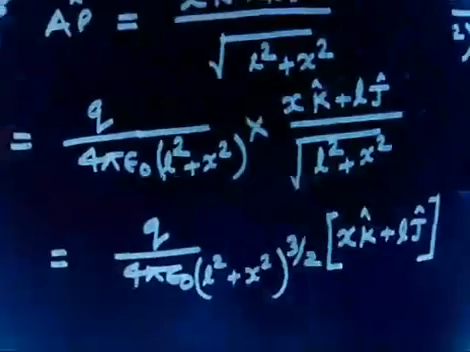 AP̂ = x k̂ + l ĵ / √(l² + x²)
= q / 4πϵ₀(l² + x²) × x k̂ + l ĵ / √(l² + x²)
= q / 4πϵ₀(l² + x²)^3/2 [x k̂ + l ĵ]